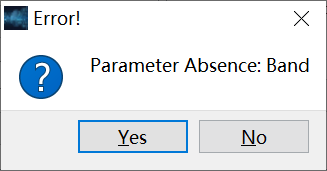 Error!
Parameter Absence: Band
Yes
No